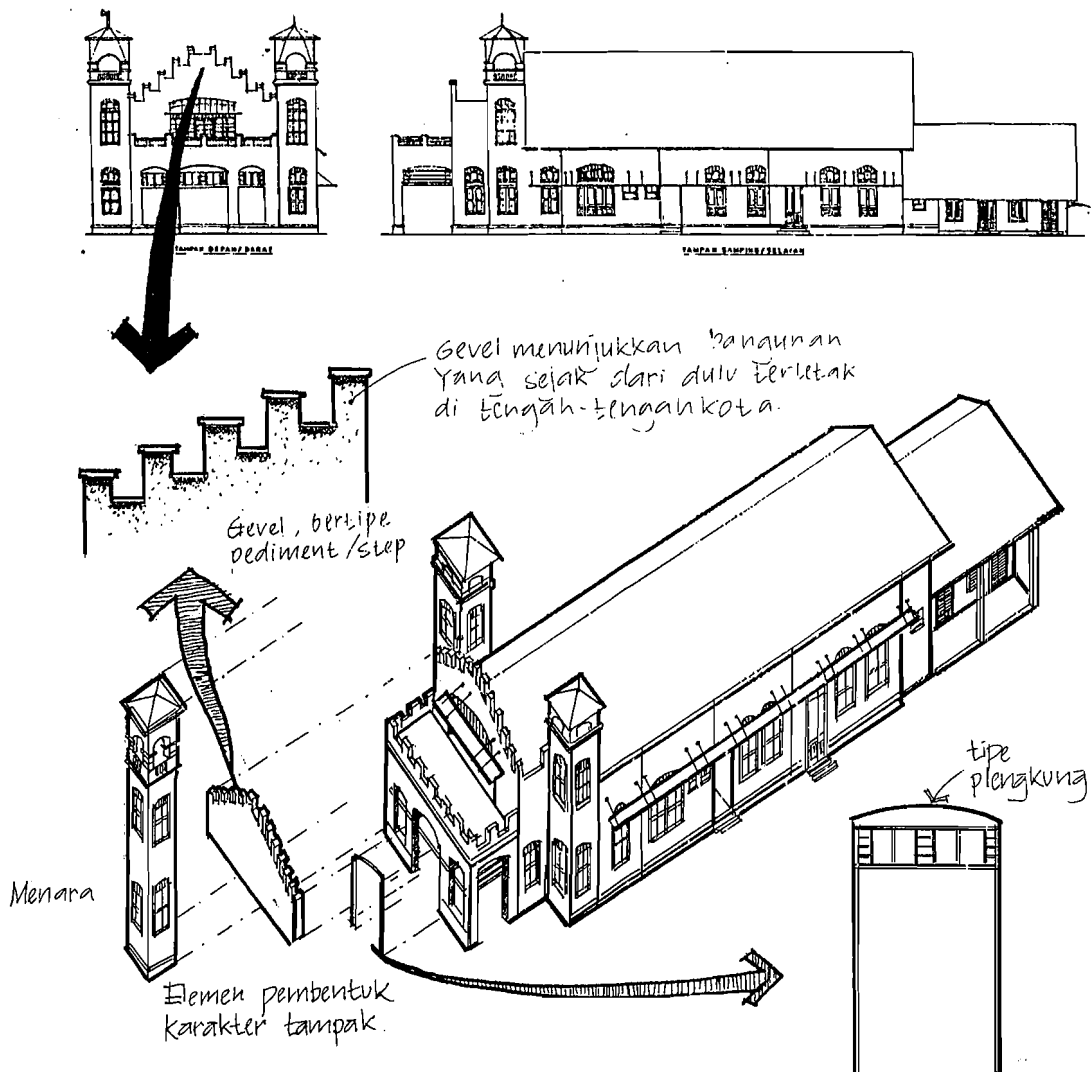 TAMPAK DEPAN/BARAT
TAMPAK SAMPING/SELATAN
Gevel menunjukkan bangunan
Yang sejak dari dulu terletak
di tengah-tengah kota.
Gevel, bertipe
pediment/step
tipe
plengkung
Menara
Elemen pembentuk
karakter tampak.